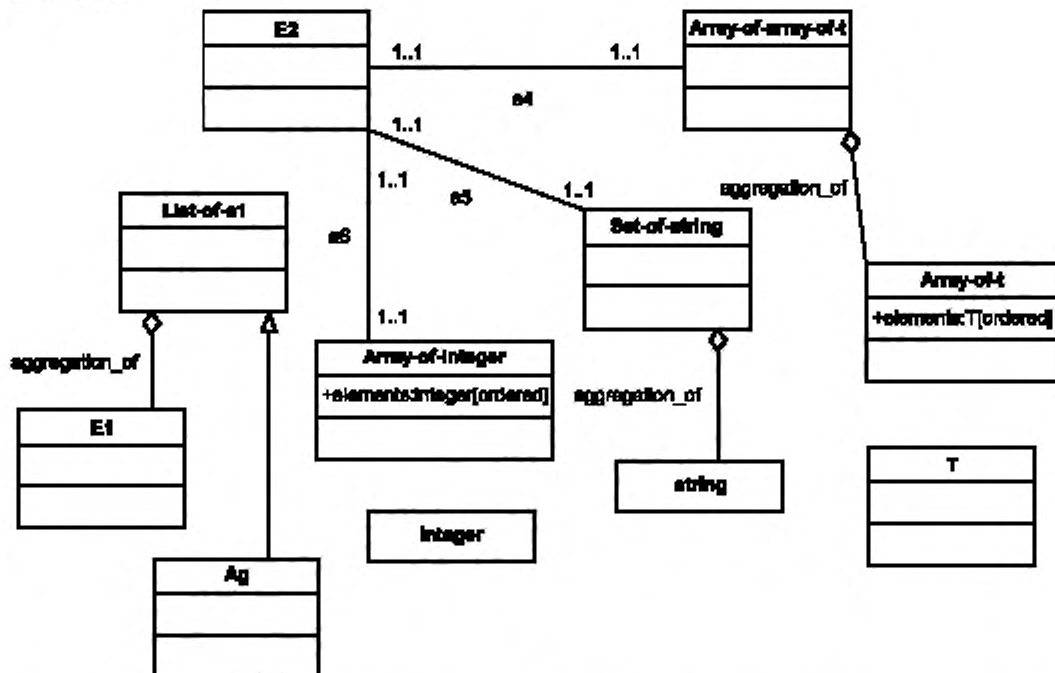 E2
Array-of-array-of-t
1..1
1..1
a4
1..1
1..1
a5
1..1
aggregation_of
List-of-e1
Set-of-string
a6
Array-of-t
+elements:T[ordered]
1..1
aggregation_of
Array-of-integer
+elements:integer[ordered]
aggregation_of
E1
T
string
integer
Ag